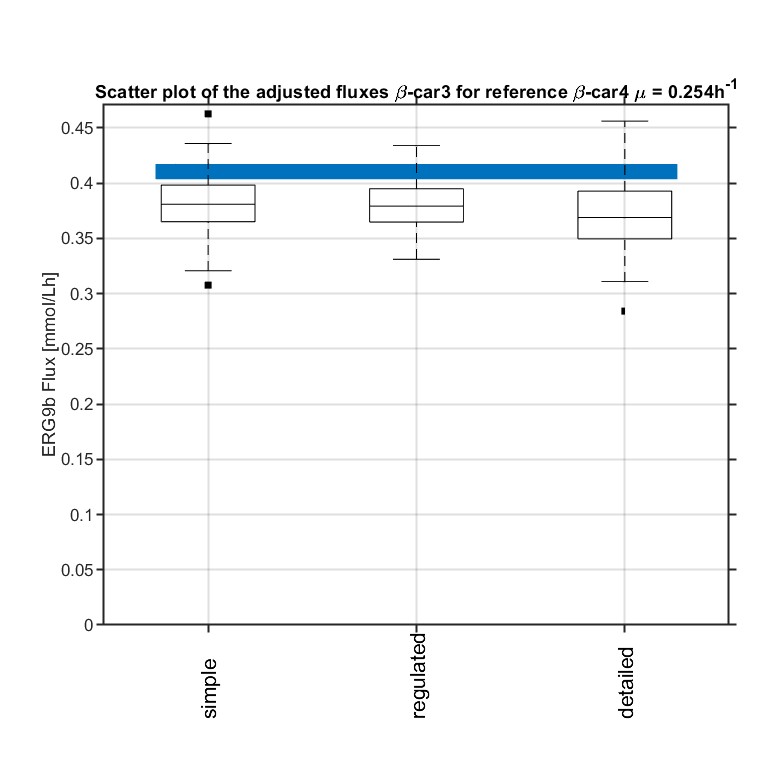 Scatter plot of the adjusted fluxes β-car3 for reference β-car4 μ = 0.254h⁻¹
ERG9b Flux [mmol/Lh]
0.45
0.4
0.35
0.3
0.25
0.2
0.15
0.1
0.05
0
simple
regulated
detailed